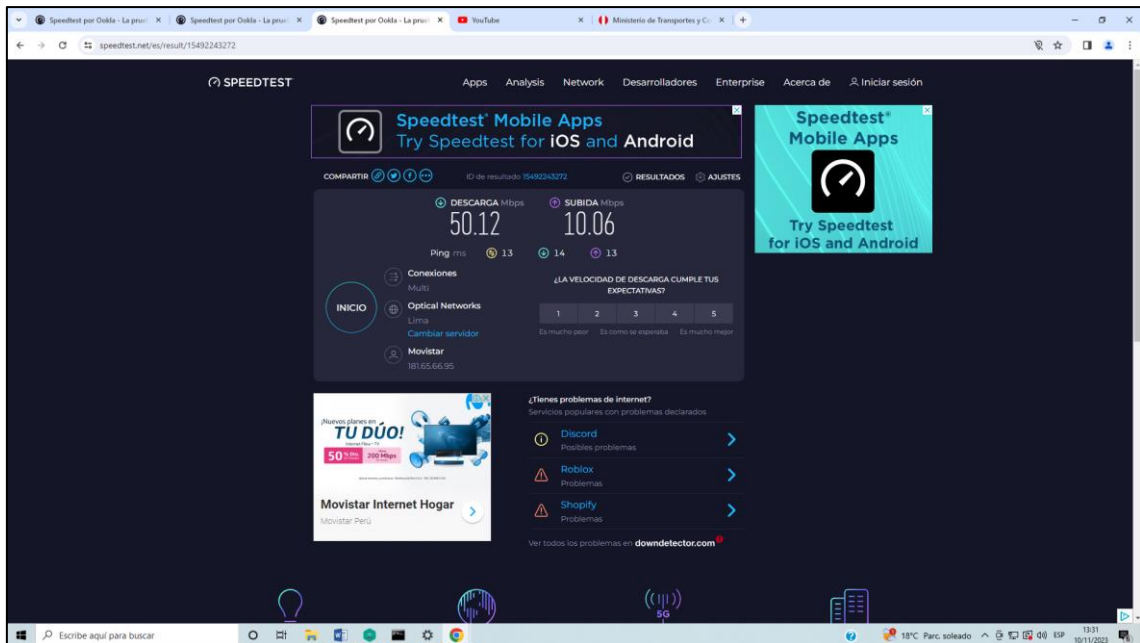 Speedtest por Ookla - La prue
Speedtest por Ookla - La prue
Speedtest por Ookla - La prue
YouTube
Ministerio de Transportes y Co
speedtest.net/es/result/15492243272
SPEEDTEST
Apps Analysis Network Desarrolladores Enterprise Acerca de Iniciar sesión
Speedtest® Mobile Apps
Try Speedtest for iOS and Android
Speedtest®
Mobile Apps
Try Speedtest
for iOS and Android
COMPARTIR ID de resultado 15492243272 RESULTADOS AJUSTES
DESCARGA Mbps SUBIDA Mbps
50.12 10.06
Ping ms 13 14 13
INICIO
Conexiones
Multi
Optical Networks
Lima
Cambiar servidor
Movistar
181.65.66.95
¿LA VELOCIDAD DE DESCARGA CUMPLE TUS
EXPECTATIVAS?
1 2 3 4 5
Es mucho peor Es como se esperaba Es mucho mejor
¡Nuevos planes en
TU DÚO!
Internet Fibra + TV
50% Dto. 200 Mbps
Movistar Internet Hogar
Movistar Perú
¿Tienes problemas de internet?
Servicios populares con problemas declarados
Discord
Posibles problemas
Roblox
Problemas
Shopify
Problemas
Ver todos los problemas en downdetector.com
5G
Escribe aquí para buscar
18°C Parc. soleado
ESP
13:31
10/11/2023